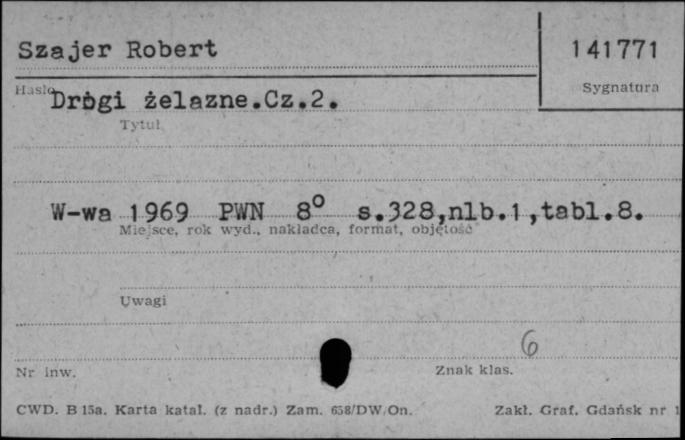 Szajer Robert
141771
Hasło
Sygnatura
Drogi żelazne.Cz.2.
Tytuł
W-wa 1969 PWN 8° s.328,nlb.1,tabl.8.
Miejsce, rok wyd., nakładca, format, objętość
Uwagi
6
Nr inw.
Znak klas.
CWD. B 15a. Karta katal. (z nadr.) Zam. 658/DW/On.
Zakł. Graf. Gdańsk nr 1